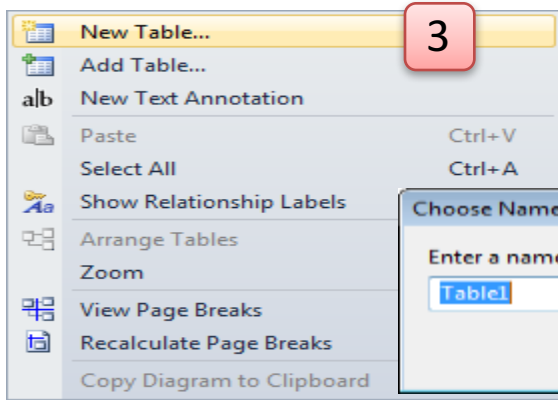 New Table...
3
Add Table...
a|b New Text Annotation
Paste Ctrl+V
Select All Ctrl+A
Aa Show Relationship Labels
Choose Name
Arrange Tables
Enter a name
Zoom
Table1
View Page Breaks
Recalculate Page Breaks
Copy Diagram to Clipboard